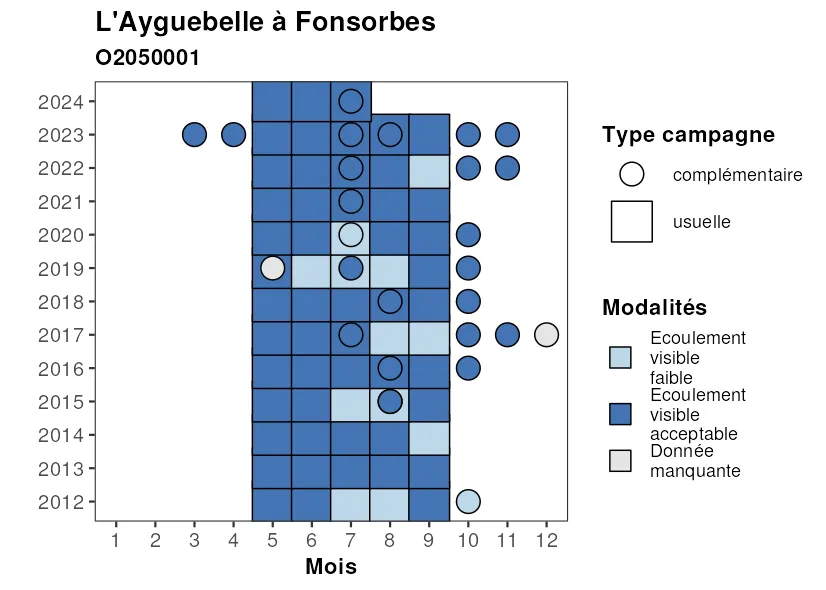 L'Ayguebelle à Fonsorbes
O2050001
2024
2023
2022
2021
2020
2019
2018
2017
2016
2015
2014
2013
2012
1 2 3 4 5 6 7 8 9 10 11 12
Mois
Type campagne
complémentaire
usuelle
Modalités
Ecoulement
visible
faible
Ecoulement
visible
acceptable
Donnée
manquante